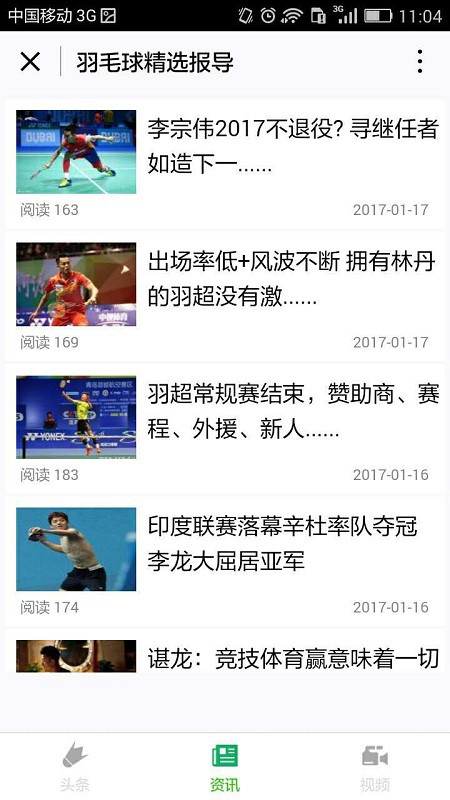 中国移动 3G
3G
11:04
羽毛球精选报导
DUBAI
DUBAI
李宗伟2017不退役? 寻继任者
如造下一......
阅读 163
2017-01-17
出场率低+风波不断 拥有林丹
的羽超没有激......
阅读 169
2017-01-17
YONEX
羽超常规赛结束，赞助商、赛
程、外援、新人......
阅读 183
2017-01-16
印度联赛落幕辛杜率队夺冠
李龙大屈居亚军
阅读 174
2017-01-16
谌龙：竞技体育赢意味着一切
头条
资讯
视频